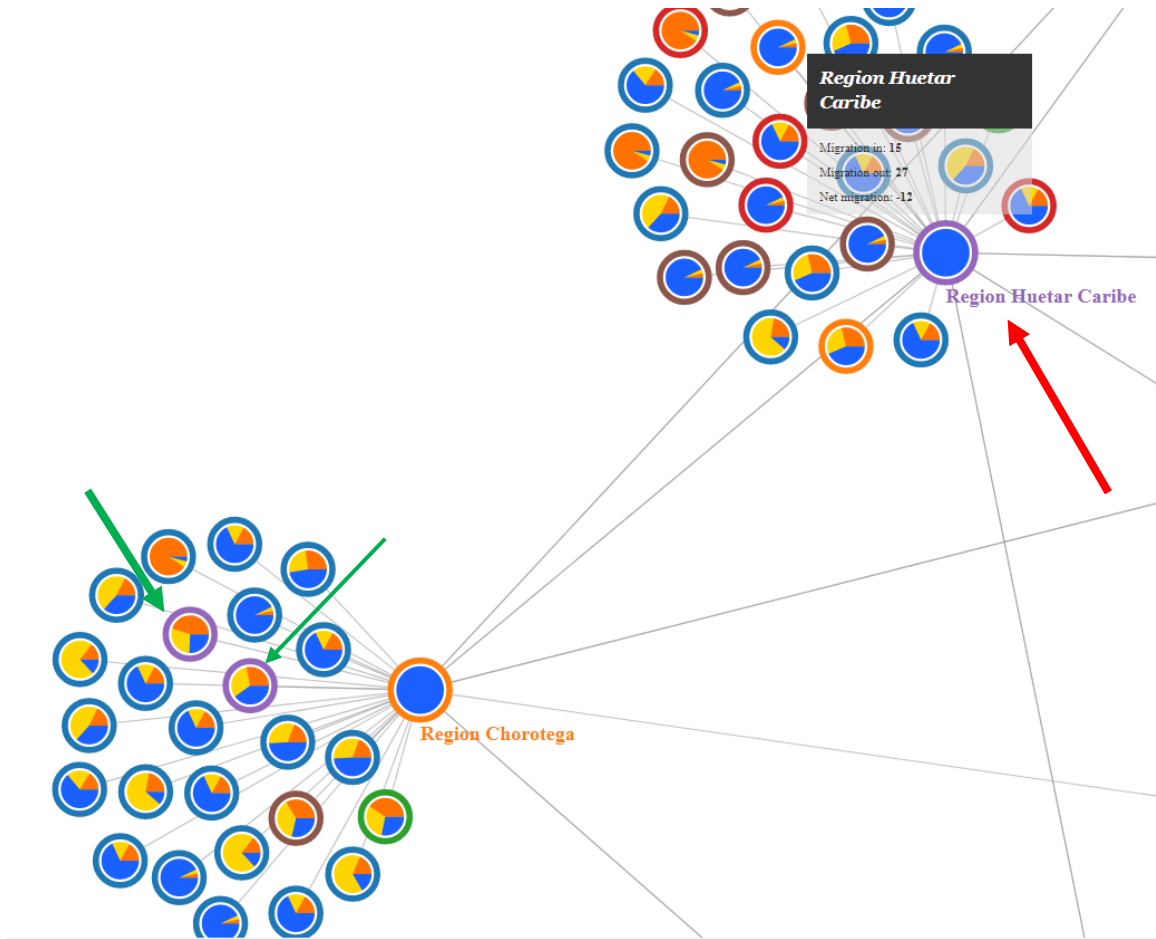 Region Huetar
Caribe
Migration in: 15
Migration out: 27
Net migration: -12
Region Huetar Caribe
Region Chorotega